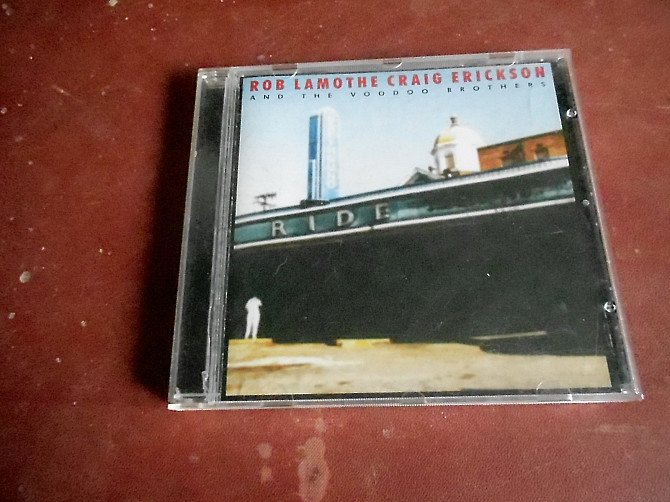 ROB LAMOTHE CRAIG ERICKSON
AND THE VOODOO BROTHERS
RIDE